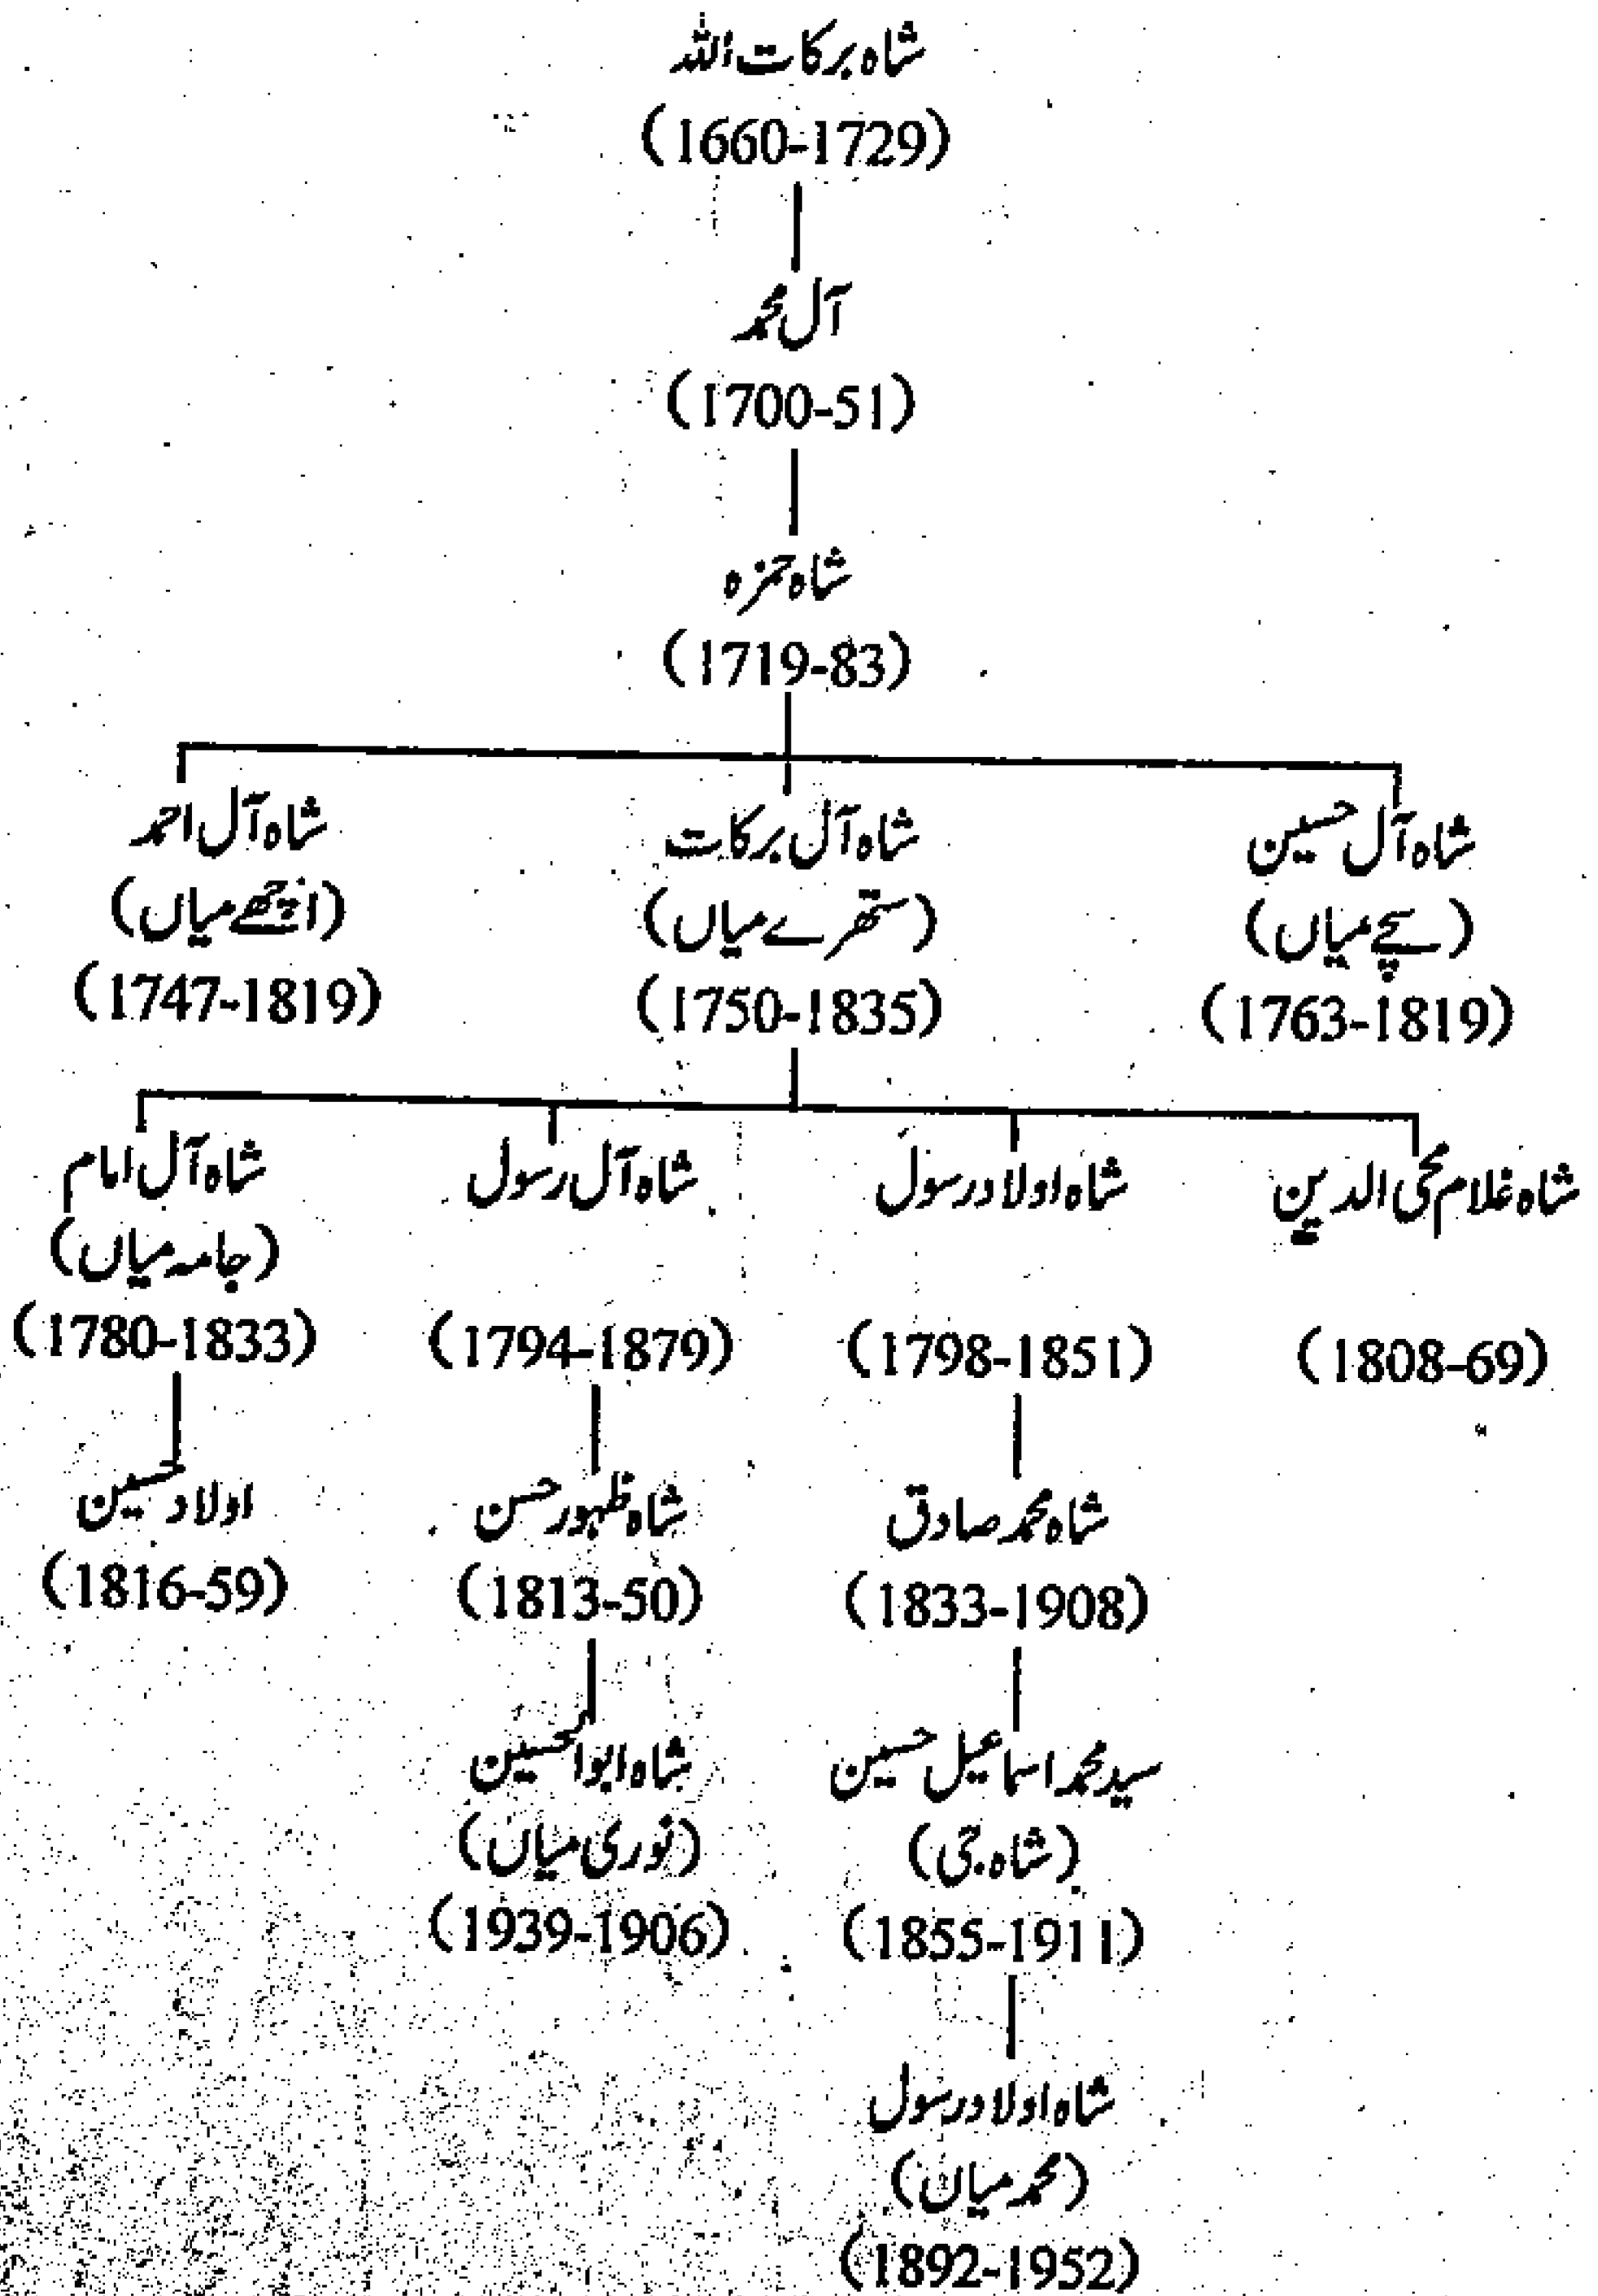 شاہ برکات اللہ
(1660-1729)
آل محمد
(1700-51)
شاہ حمزہ
(1719-83)
شاہ آل حسین
(سچے میاں)
(1763-1819)
شاہ آل برکات
(ستھرے میاں)
(1750-1835)
شاہ آل احمد
(اچھے میاں)
(1747-1819)
شاہ غلام محی الدین
(1808-69)
شاہ اولاد رسول
(1798-1851)
شاہ آل رسول
(1794-1879)
شاہ آل امام
(جامہ میاں)
(1780-1833)
شاہ محمد صادق
(1833-1908)
شاہ ظہور حسن
(1813-50)
اولاد حسین
(1816-59)
سید محمد اسماعیل حسین
(شاہ جی)
(1855-1911)
شاہ ابوالحسین
(نوری میاں)
(1939-1906)
شاہ اولاد رسول
(محمد میاں)
(1892-1952)